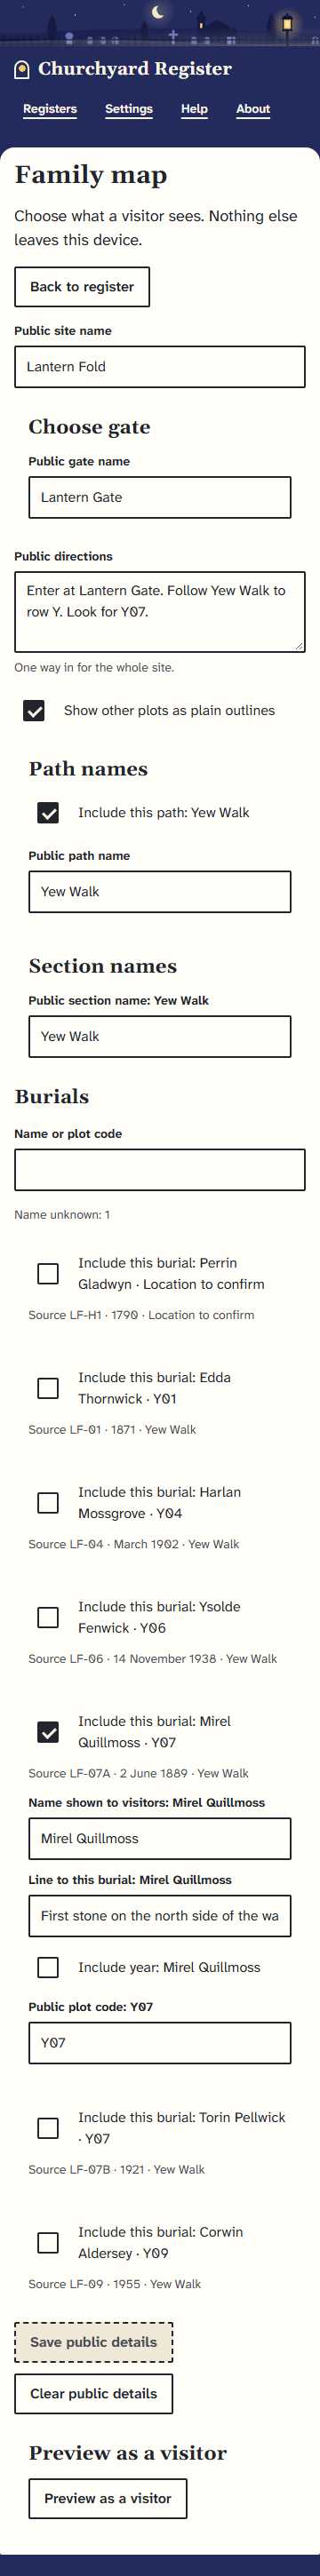 Churchyard Register
Registers Settings Help About
Family map
Choose what a visitor sees. Nothing else
leaves this device.
Back to register
Public site name
Lantern Fold
Choose gate
Public gate name
Lantern Gate
Public directions
Enter at Lantern Gate. Follow Yew Walk to
row Y. Look for Y07.
One way in for the whole site.
Show other plots as plain outlines
Path names
Include this path: Yew Walk
Public path name
Yew Walk
Section names
Public section name: Yew Walk
Yew Walk
Burials
Name or plot code
Name unknown: 1
Include this burial: Perrin
Gladwyn · Location to confirm
Source LF-H1 · 1790 · Location to confirm
Include this burial: Edda
Thornwick · Y01
Source LF-01 · 1871 · Yew Walk
Include this burial: Harlan
Mossgrove · Y04
Source LF-04 · March 1902 · Yew Walk
Include this burial: Ysolde
Fenwick · Y06
Source LF-06 · 14 November 1938 · Yew Walk
Include this burial: Mirel
Quillmoss · Y07
Source LF-07A · 2 June 1889 · Yew Walk
Name shown to visitors: Mirel Quillmoss
Mirel Quillmoss
Line to this burial: Mirel Quillmoss
First stone on the north side of the wa
Include year: Mirel Quillmoss
Public plot code: Y07
Y07
Include this burial: Torin Pellwick
· Y07
Source LF-07B · 1921 · Yew Walk
Include this burial: Corwin
Aldersey · Y09
Source LF-09 · 1955 · Yew Walk
Save public details
Clear public details
Preview as a visitor
Preview as a visitor